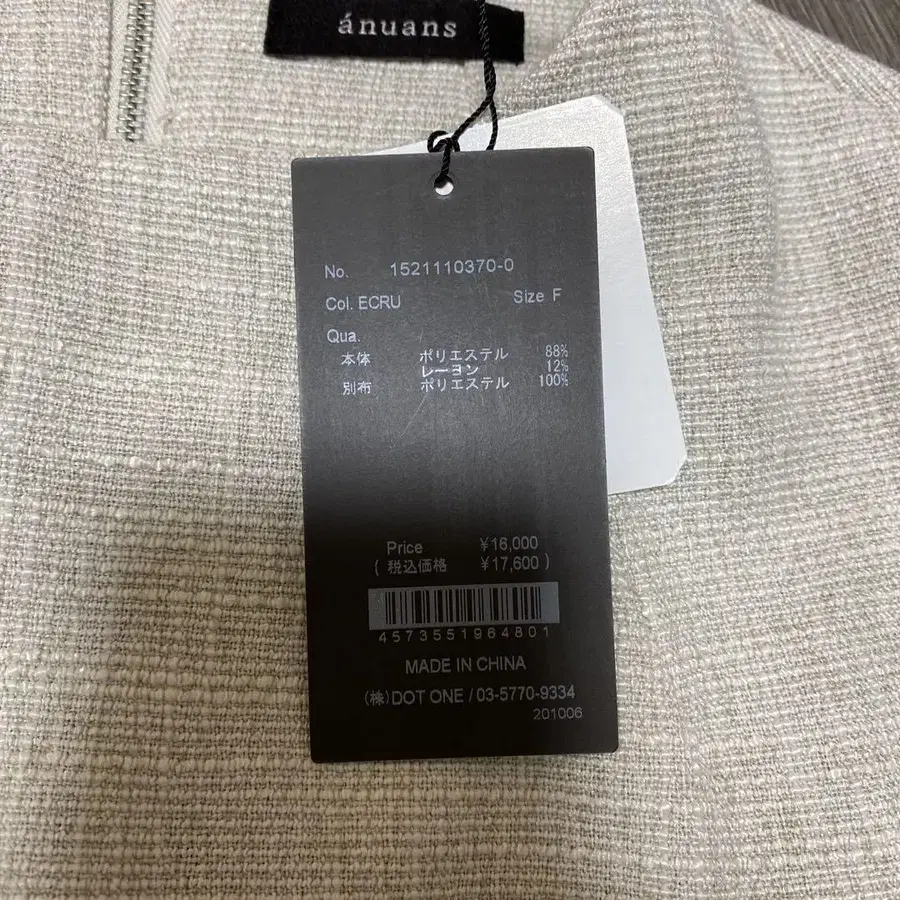 ánuans
No. 1521110370-0
Col. ECRU Size F
Qua.
本体 ポリエステル 88%
レーヨン 12%
別布 ポリエステル 100%
Price ¥16,000
( 税込価格 ¥17,600 )
4573551964801
MADE IN CHINA
(株)DOT ONE / 03-5770-9334
201006